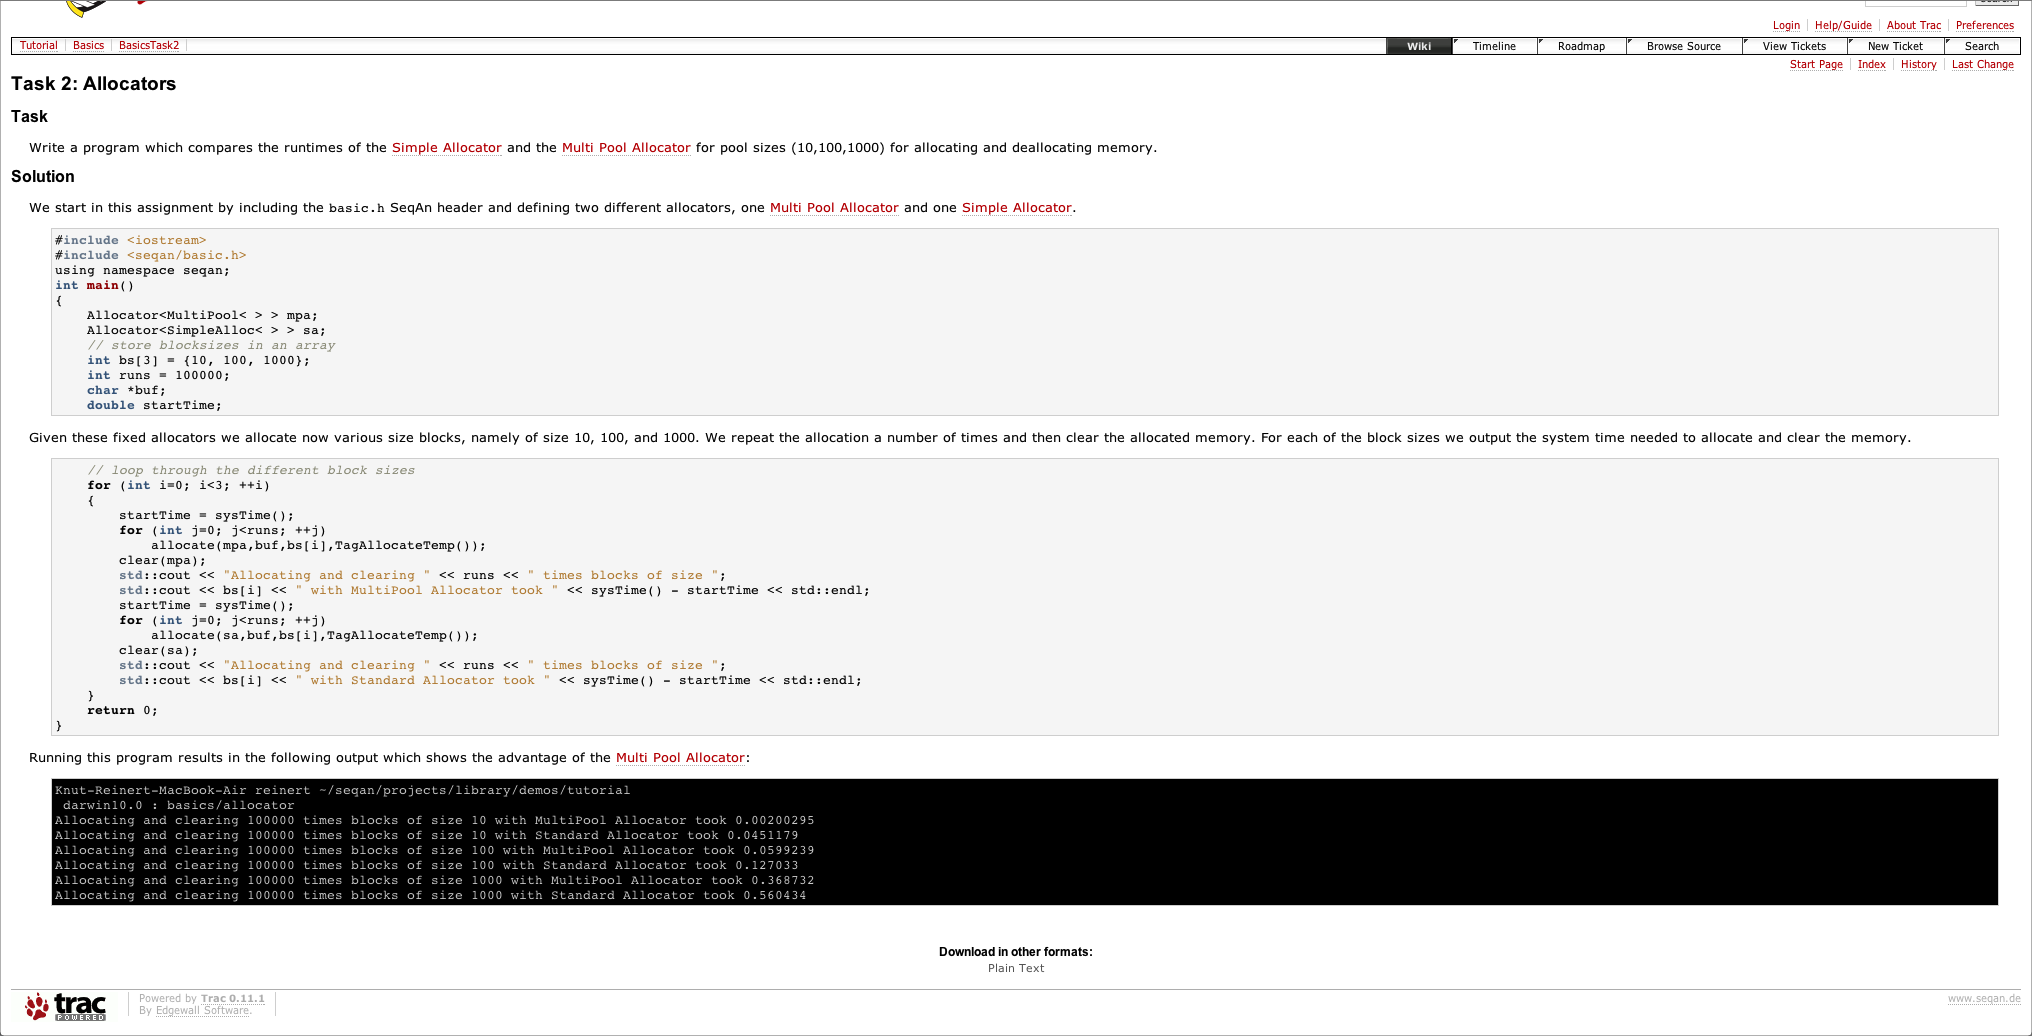 Login Help/Guide About Trac Preferences
Tutorial Basics BasicsTask2 Wiki Timeline Roadmap Browse Source View Tickets New Ticket Search
Start Page Index History Last Change
Task 2: Allocators
Task
Write a program which compares the runtimes of the Simple Allocator and the Multi Pool Allocator for pool sizes (10,100,1000) for allocating and deallocating memory.
Solution
We start in this assignment by including the basic.h SeqAn header and defining two different allocators, one Multi Pool Allocator and one Simple Allocator.
#include <iostream>
#include <seqan/basic.h>
using namespace seqan;
int main()
{
    Allocator<MultiPool< > > mpa;
    Allocator<SimpleAlloc< > > sa;
    // store blocksizes in an array
    int bs[3] = {10, 100, 1000};
    int runs = 100000;
    char *buf;
    double startTime;
Given these fixed allocators we allocate now various size blocks, namely of size 10, 100, and 1000. We repeat the allocation a number of times and then clear the allocated memory. For each of the block sizes we output the system time needed to allocate and clear the memory.
    // loop through the different block sizes
    for (int i=0; i<3; ++i)
    {
        startTime = sysTime();
        for (int j=0; j<runs; ++j)
            allocate(mpa,buf,bs[i],TagAllocateTemp());
        clear(mpa);
        std::cout << "Allocating and clearing " << runs << " times blocks of size ";
        std::cout << bs[i] << " with MultiPool Allocator took " << sysTime() - startTime << std::endl;
        startTime = sysTime();
        for (int j=0; j<runs; ++j)
            allocate(sa,buf,bs[i],TagAllocateTemp());
        clear(sa);
        std::cout << "Allocating and clearing " << runs << " times blocks of size ";
        std::cout << bs[i] << " with Standard Allocator took " << sysTime() - startTime << std::endl;
    }
    return 0;
}
Running this program results in the following output which shows the advantage of the Multi Pool Allocator:
Knut-Reinert-MacBook-Air reinert ~/seqan/projects/library/demos/tutorial
 darwin10.0 : basics/allocator
Allocating and clearing 100000 times blocks of size 10 with MultiPool Allocator took 0.00200295
Allocating and clearing 100000 times blocks of size 10 with Standard Allocator took 0.0451179
Allocating and clearing 100000 times blocks of size 100 with MultiPool Allocator took 0.0599239
Allocating and clearing 100000 times blocks of size 100 with Standard Allocator took 0.127033
Allocating and clearing 100000 times blocks of size 1000 with MultiPool Allocator took 0.368732
Allocating and clearing 100000 times blocks of size 1000 with Standard Allocator took 0.560434
Download in other formats:
Plain Text
trac
POWERED
Powered by Trac 0.11.1
By Edgewall Software.
www.seqan.de